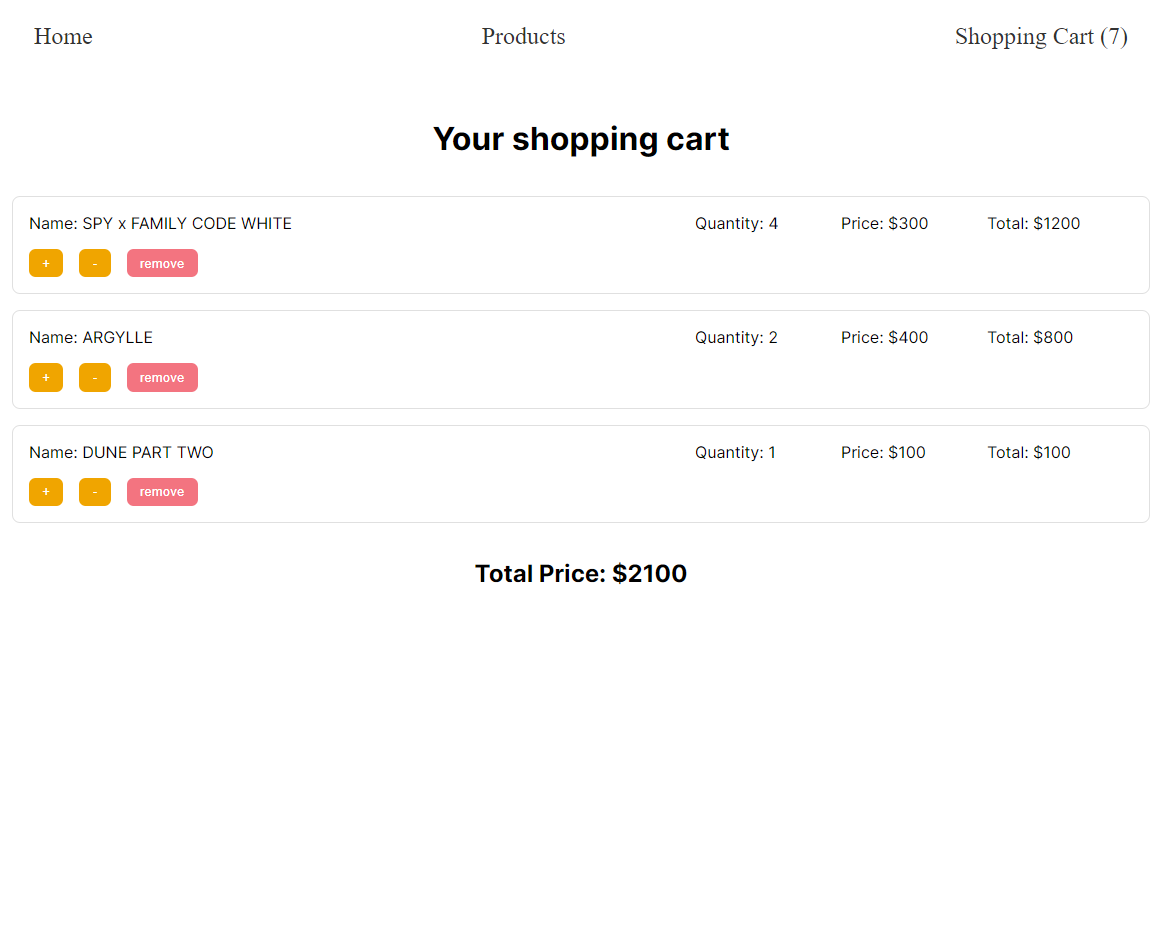 Home Products Shopping Cart (7)
Your shopping cart
Name: SPY x FAMILY CODE WHITE Quantity: 4 Price: $300 Total: $1200
+ - remove
Name: ARGYLLE Quantity: 2 Price: $400 Total: $800
+ - remove
Name: DUNE PART TWO Quantity: 1 Price: $100 Total: $100
+ - remove
Total Price: $2100